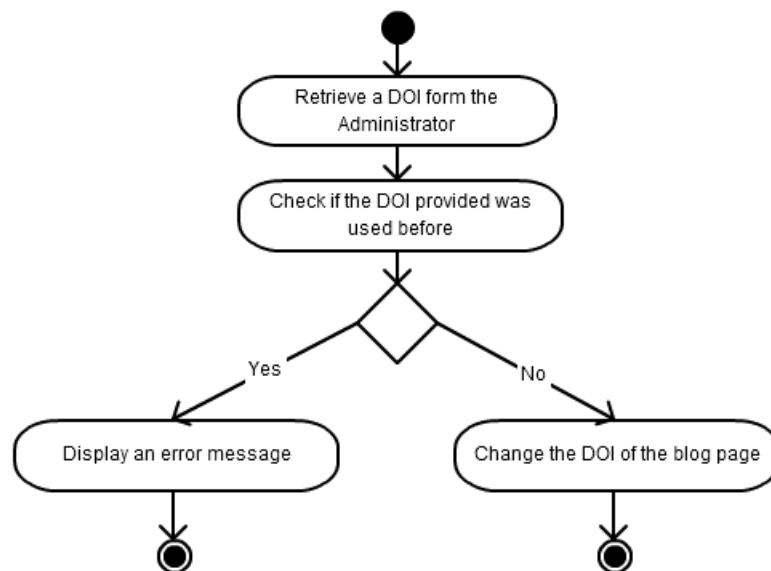 Retrieve a DOI form the
Administrator
Check if the DOI provided was
used before
Yes
No
Display an error message
Change the DOI of the blog page